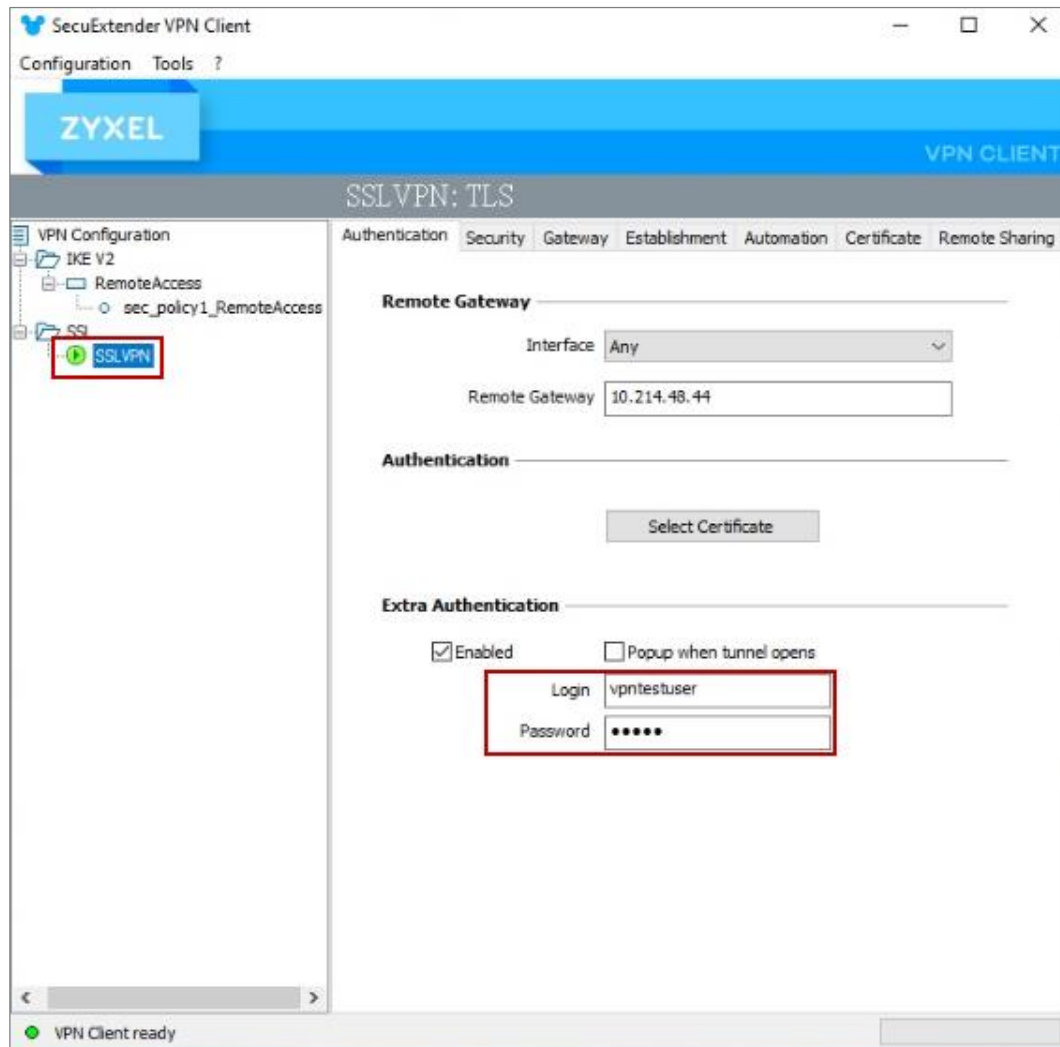 SecuExtender VPN Client
Configuration Tools ?
ZYXEL
VPN CLIENT
SSLVPN: TLS
VPN Configuration
IKE V2
RemoteAccess
sec_policy1_RemoteAccess
SSL
SSLVPN
Authentication Security Gateway Establishment Automation Certificate Remote Sharing
Remote Gateway
Interface Any
Remote Gateway 10.214.48.44
Authentication
Select Certificate
Extra Authentication
Enabled Popup when tunnel opens
Login vpntestuser
Password •••••
VPN Client ready